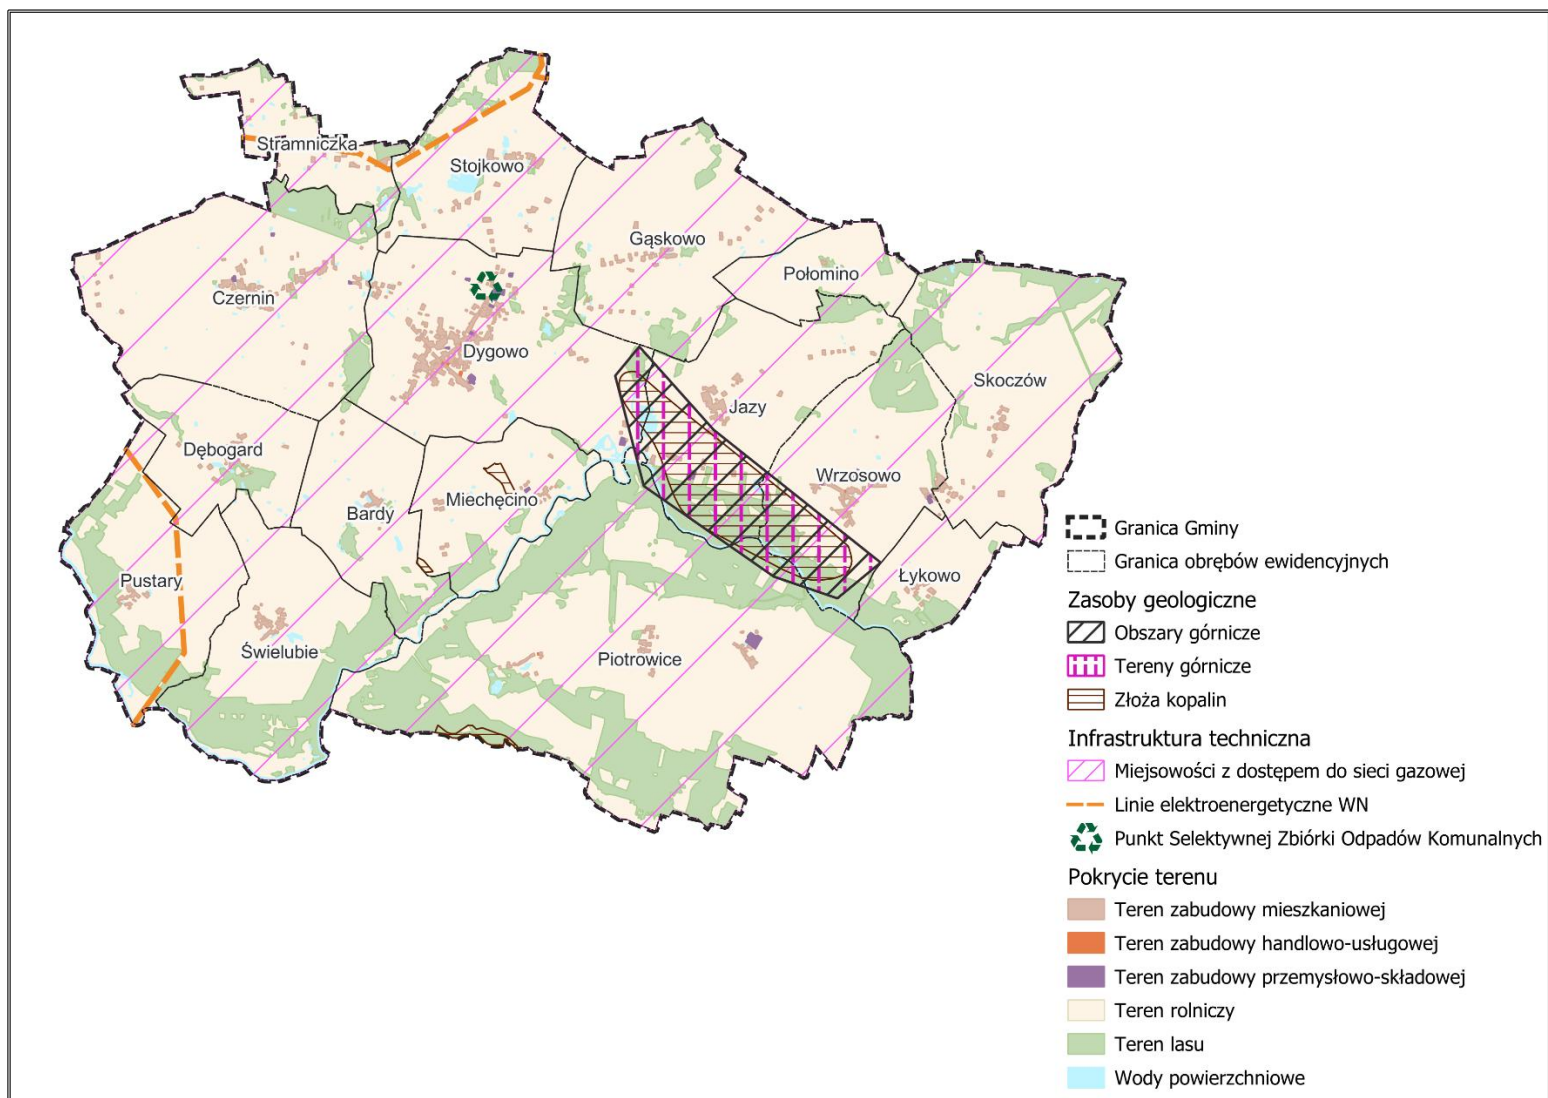 Stramniczka
Stojkowo
Gąskowo
Połomino
Czernin
Dygowo
Skoczów
Jazy
Dębogard
Wrzosowo
Miechęcino
Bardy
Pustary
Łykowo
Świelubie
Piotrowice
Granica Gminy
Granica obrębów ewidencyjnych
Zasoby geologiczne
Obszary górnicze
Tereny górnicze
Złoża kopalin
Infrastruktura techniczna
Miejsowości z dostępem do sieci gazowej
Linie elektroenergetyczne WN
Punkt Selektywnej Zbiórki Odpadów Komunalnych
Pokrycie terenu
Teren zabudowy mieszkaniowej
Teren zabudowy handlowo-usługowej
Teren zabudowy przemysłowo-składowej
Teren rolniczy
Teren lasu
Wody powierzchniowe